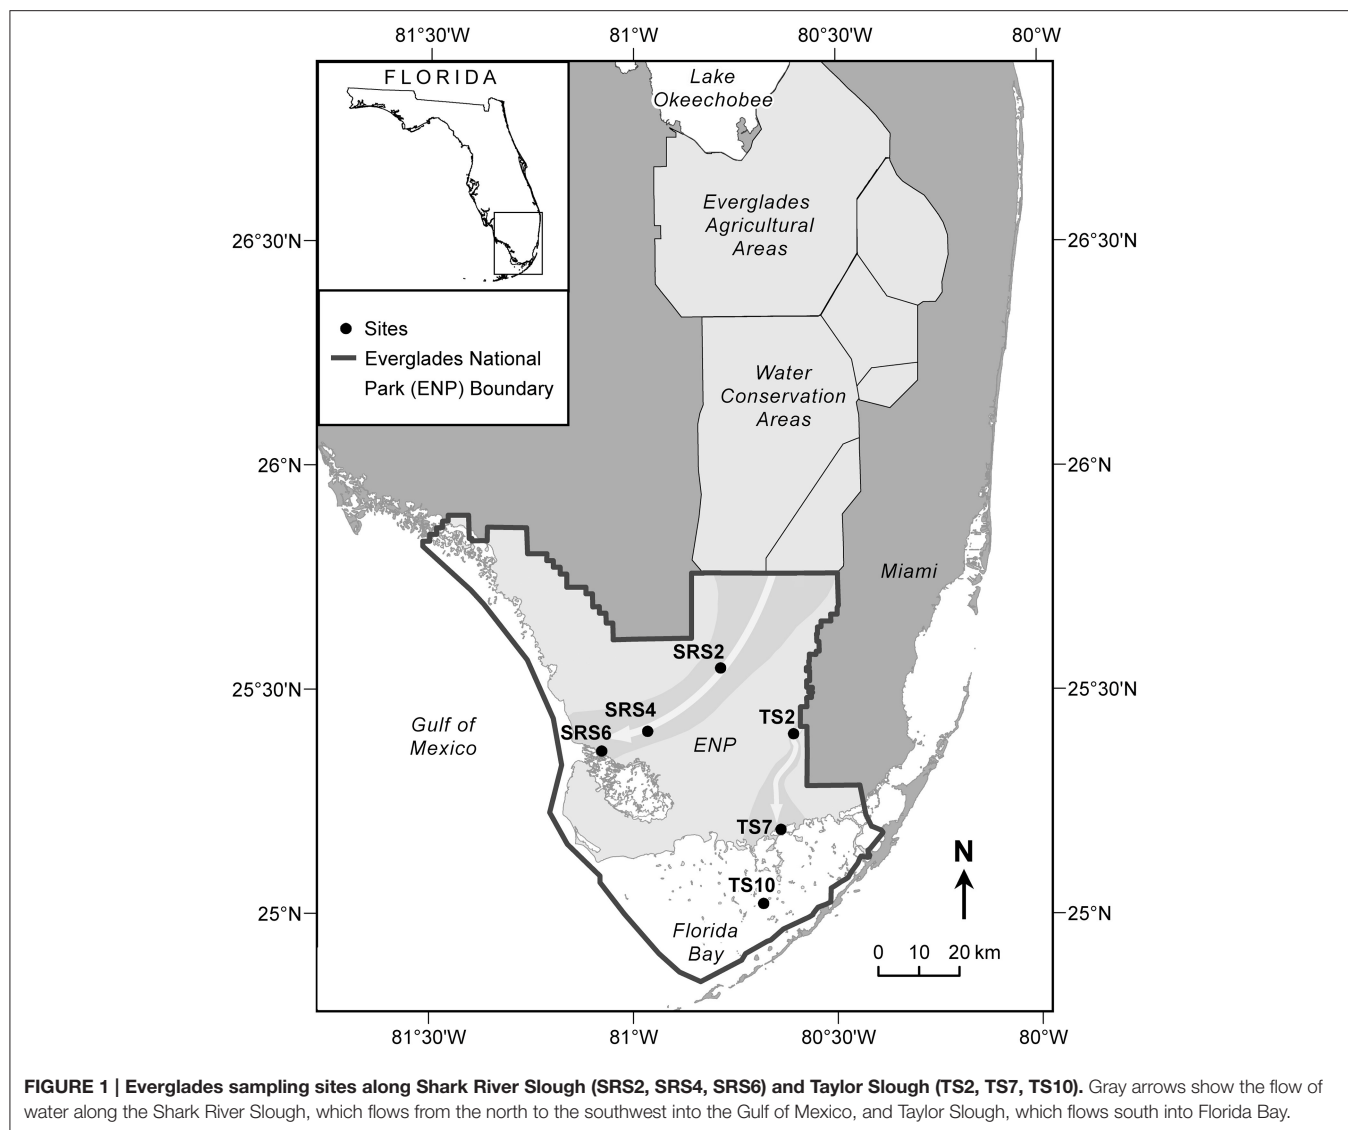 81°30'W 81°W 80°30'W 80°W
FLORIDA
Lake
Okeechobee
Everglades
Agricultural
Areas
26°30'N 26°30'N
Sites
Everglades National
Park (ENP) Boundary
Water
Conservation
Areas
26°N 26°N
Miami
SRS2
25°30'N 25°30'N
SRS4
TS2
Gulf of
Mexico
SRS6
ENP
TS7
N
TS10
25°N 25°N
Florida
Bay
0 10 20 km
81°30'W 81°W 80°30'W 80°W
FIGURE 1 | Everglades sampling sites along Shark River Slough (SRS2, SRS4, SRS6) and Taylor Slough (TS2, TS7, TS10). Gray arrows show the flow of
water along the Shark River Slough, which flows from the north to the southwest into the Gulf of Mexico, and Taylor Slough, which flows south into Florida Bay.